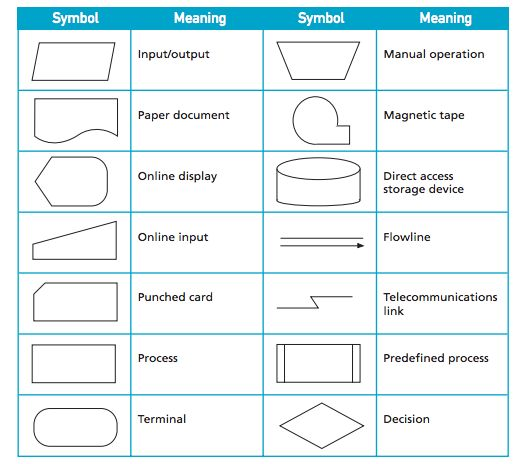 Symbol Meaning Symbol Meaning
Input/output Manual operation
Paper document Magnetic tape
Online display Direct access
storage device
Online input Flowline
Punched card Telecommunications
link
Process Predefined process
Terminal Decision